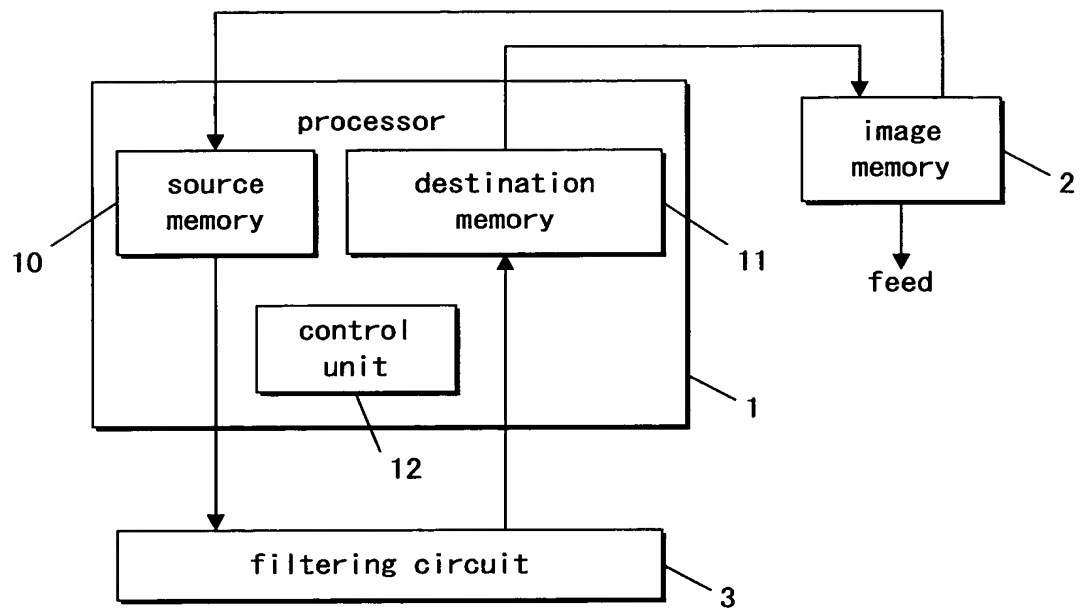 processor
image
memory
2
source
memory
destination
memory
10
11
feed
control
unit
1
12
filtering circuit
3